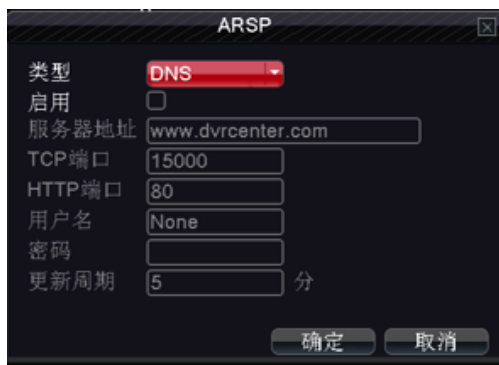 ARSP
类型 DNS
启用
服务器地址 www.dvrcenter.com
TCP端口 15000
HTTP端口 80
用户名 None
密码
更新周期 5 分
确定 取消